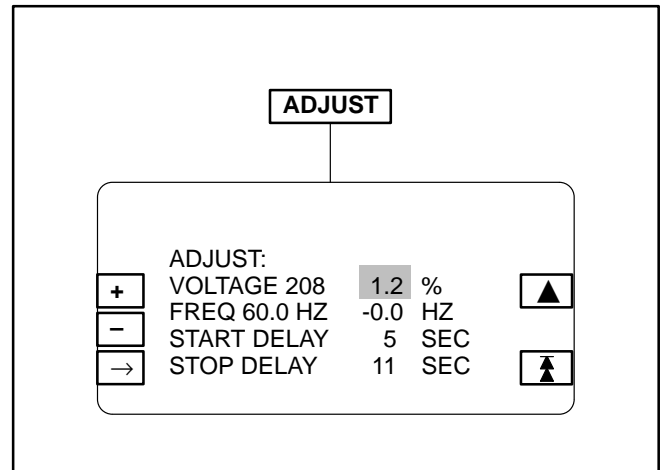 ADJUST
ADJUST:
+ VOLTAGE 208 1.2 % ▲
– FREQ 60.0 HZ -0.0 HZ
START DELAY 5 SEC
→ STOP DELAY 11 SEC